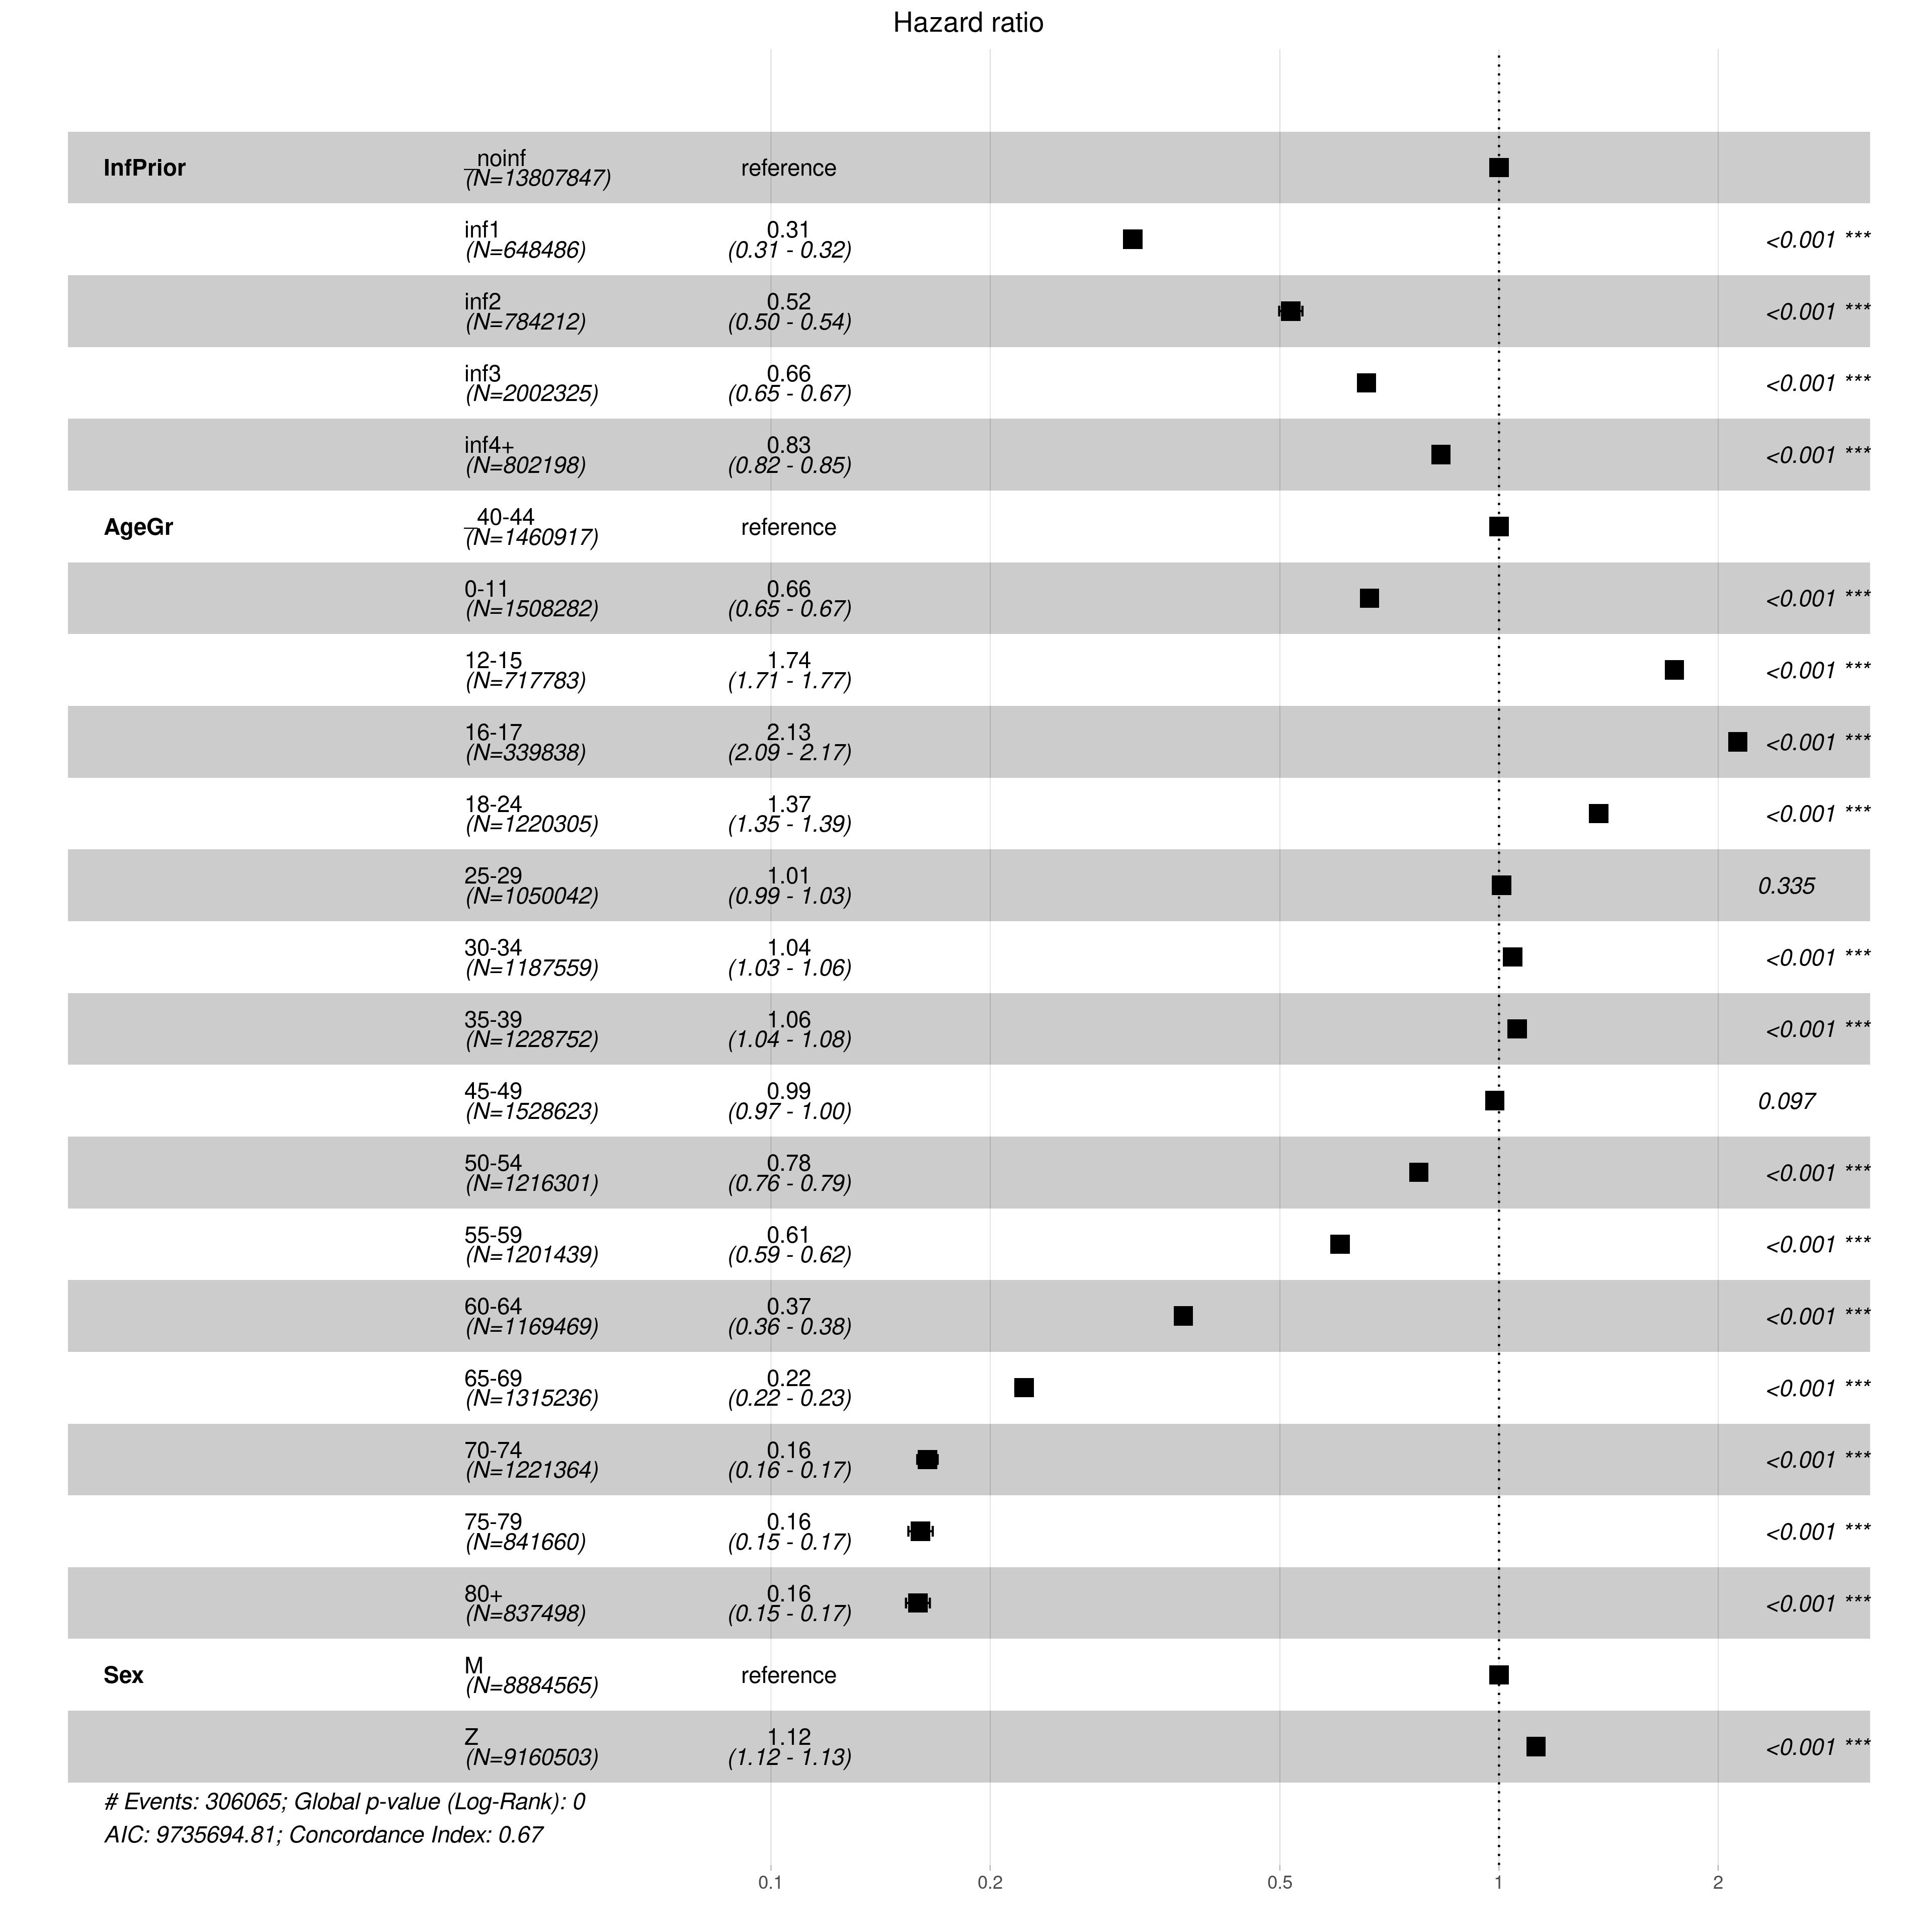 Hazard ratio
InfPrior
_noinf
(N=13807847)
reference
inf1
(N=648486)
0.31
(0.31 - 0.32)
<0.001 ***
inf2
(N=784212)
0.52
(0.50 - 0.54)
<0.001 ***
inf3
(N=2002325)
0.66
(0.65 - 0.67)
<0.001 ***
inf4+
(N=802198)
0.83
(0.82 - 0.85)
<0.001 ***
AgeGr
_40-44
(N=1460917)
reference
0-11
(N=1508282)
0.66
(0.65 - 0.67)
<0.001 ***
12-15
(N=717783)
1.74
(1.71 - 1.77)
<0.001 ***
16-17
(N=339838)
2.13
(2.09 - 2.17)
<0.001 ***
18-24
(N=1220305)
1.37
(1.35 - 1.39)
<0.001 ***
25-29
(N=1050042)
1.01
(0.99 - 1.03)
0.335
30-34
(N=1187559)
1.04
(1.03 - 1.06)
<0.001 ***
35-39
(N=1228752)
1.06
(1.04 - 1.08)
<0.001 ***
45-49
(N=1528623)
0.99
(0.97 - 1.00)
0.097
50-54
(N=1216301)
0.78
(0.76 - 0.79)
<0.001 ***
55-59
(N=1201439)
0.61
(0.59 - 0.62)
<0.001 ***
60-64
(N=1169469)
0.37
(0.36 - 0.38)
<0.001 ***
65-69
(N=1315236)
0.22
(0.22 - 0.23)
<0.001 ***
70-74
(N=1221364)
0.16
(0.16 - 0.17)
<0.001 ***
75-79
(N=841660)
0.16
(0.15 - 0.17)
<0.001 ***
80+
(N=837498)
0.16
(0.15 - 0.17)
<0.001 ***
Sex
M
(N=8884565)
reference
Z
(N=9160503)
1.12
(1.12 - 1.13)
<0.001 ***
# Events: 306065; Global p-value (Log-Rank): 0
AIC: 9735694.81; Concordance Index: 0.67
0.1
0.2
0.5
1
2